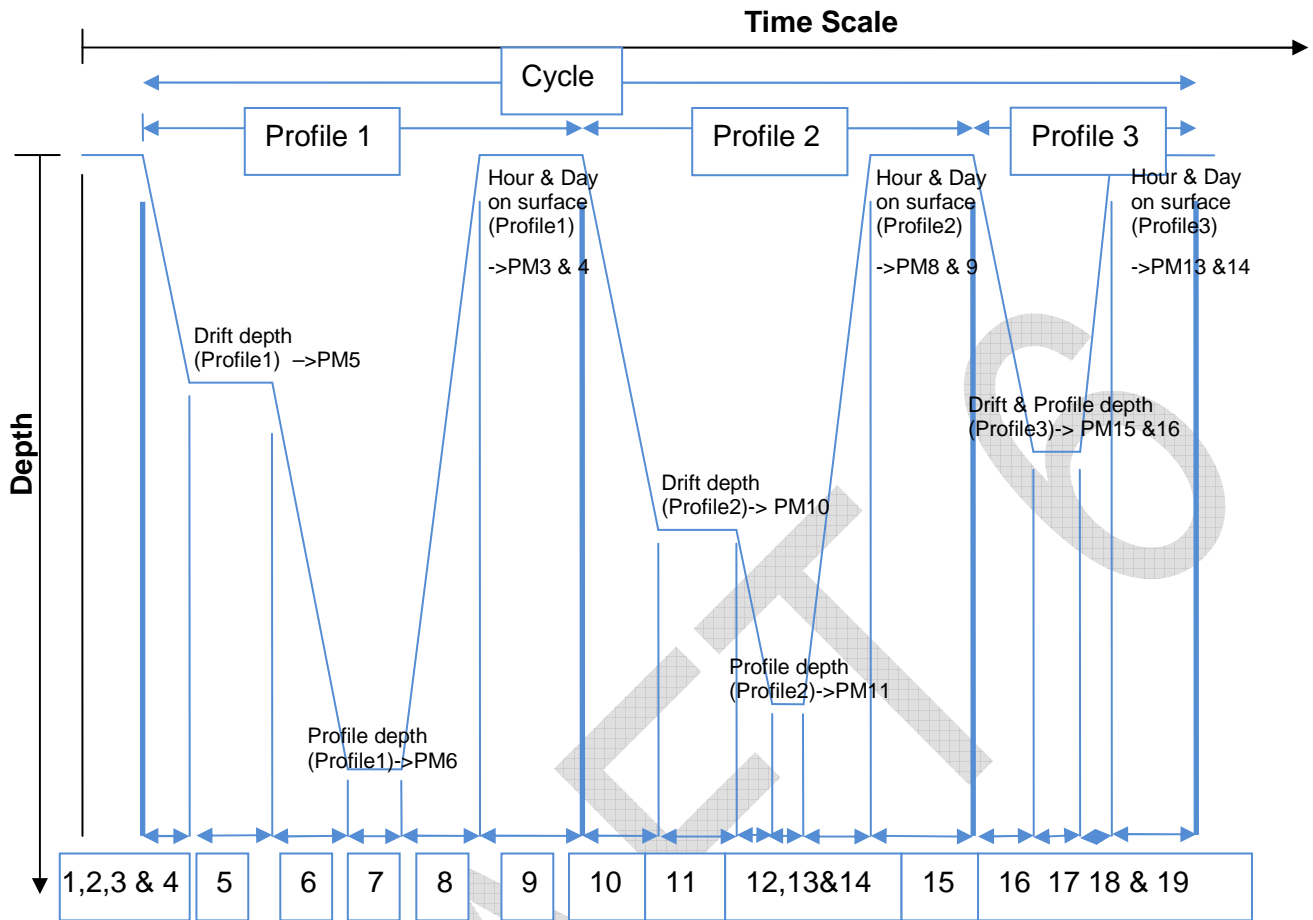 Time Scale
Cycle
Profile 1
Profile 2
Profile 3
Hour & Day
on surface
(Profile1)
->PM3 & 4
Hour & Day
on surface
(Profile2)
->PM8 & 9
Hour & Day
on surface
(Profile3)
->PM13 &14
Drift depth
(Profile1) –>PM5
Drift & Profile depth
(Profile3)-> PM15 &16
Depth
Drift depth
(Profile2)-> PM10
Profile depth
(Profile2)->PM11
Profile depth
(Profile1)->PM6
1,2,3 & 4
5
6
7
8
9
10
11
12,13&14
15
16 17 18 & 19